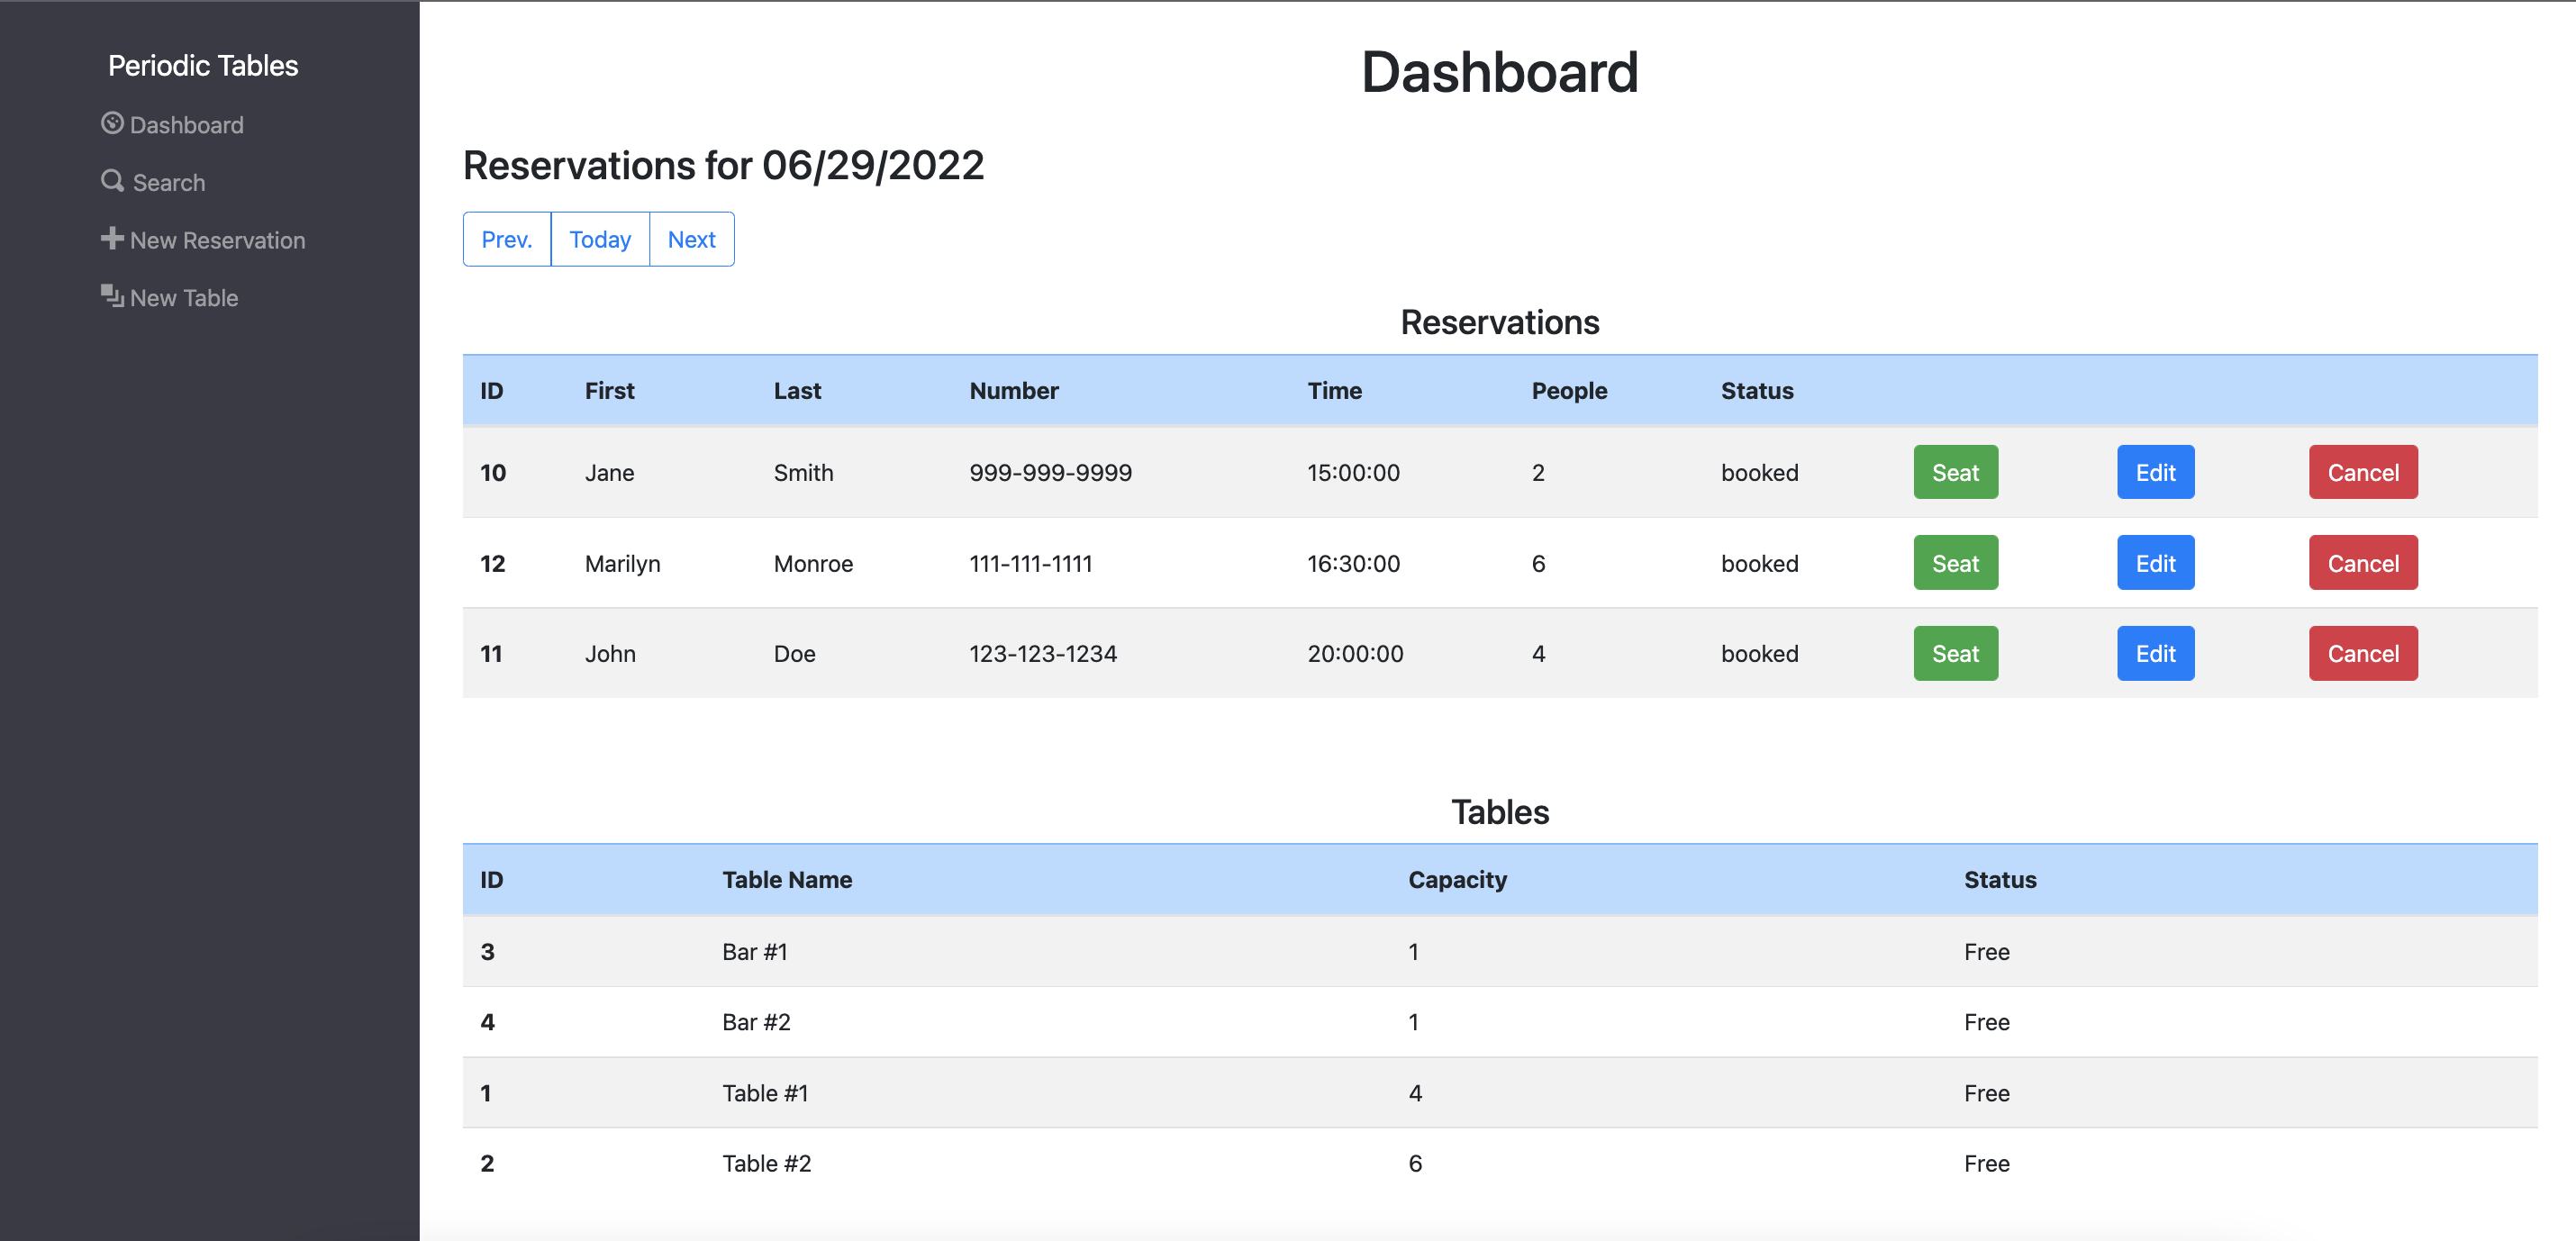 Periodic Tables
Dashboard
Search
New Reservation
New Table
Dashboard
Reservations for 06/29/2022
Prev. Today Next
Reservations
ID First Last Number Time People Status
10 Jane Smith 999-999-9999 15:00:00 2 booked Seat Edit Cancel
12 Marilyn Monroe 111-111-1111 16:30:00 6 booked Seat Edit Cancel
11 John Doe 123-123-1234 20:00:00 4 booked Seat Edit Cancel
Tables
ID Table Name Capacity Status
3 Bar #1 1 Free
4 Bar #2 1 Free
1 Table #1 4 Free
2 Table #2 6 Free